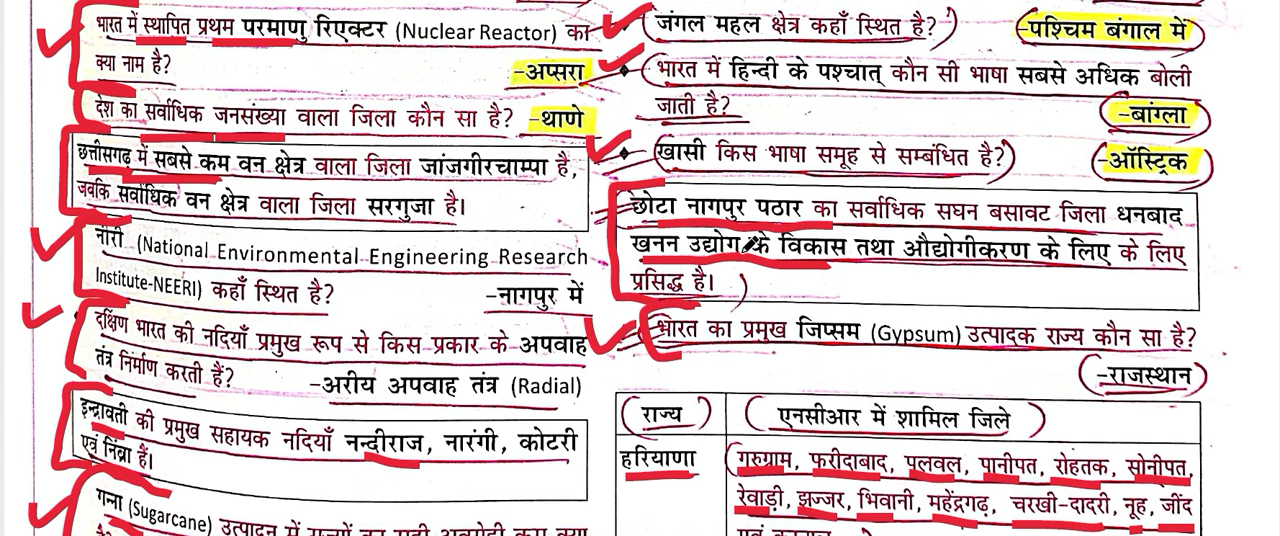 भारत में स्थापित प्रथम परमाणु रिएक्टर (Nuclear Reactor) का
क्या नाम है? -अप्सरा
देश का सर्वाधिक जनसंख्या वाला जिला कौन सा है? -थाणे
छत्तीसगढ़ में सबसे कम वन क्षेत्र वाला जिला जांजगीरचाम्पा है,
जबकि सर्वाधिक वन क्षेत्र वाला जिला सरगुजा है।
नीरी (National Environmental Engineering Research
Institute-NEERI) कहाँ स्थित है? -नागपुर में
दक्षिण भारत की नदियाँ प्रमुख रूप से किस प्रकार के अपवाह
तंत्र निर्माण करती हैं? -अरीय अपवाह तंत्र (Radial)
इन्द्रावती की प्रमुख सहायक नदियाँ नन्दीराज, नारंगी, कोटरी
एवं निंब्रा हैं।
गन्ना (Sugarcane) उत्पादन में
जंगल महल क्षेत्र कहाँ स्थित है? -पश्चिम बंगाल में
भारत में हिन्दी के पश्चात् कौन सी भाषा सबसे अधिक बोली
जाती है? -बांग्ला
खासी किस भाषा समूह से सम्बंधित है? -ऑस्ट्रिक
छोटा नागपुर पठार का सर्वाधिक सघन बसावट जिला धनबाद
खनन उद्योग के विकास तथा औद्योगीकरण के लिए के लिए
प्रसिद्ध है।
भारत का प्रमुख जिप्सम (Gypsum) उत्पादक राज्य कौन सा है?
-राजस्थान
राज्य एनसीआर में शामिल जिले
हरियाणा गुरुग्राम, फरीदाबाद, पलवल, पानीपत, रोहतक, सोनीपत,
रेवाड़ी, झज्जर, भिवानी, महेंद्रगढ़, चरखी-दादरी, नूह, जींद